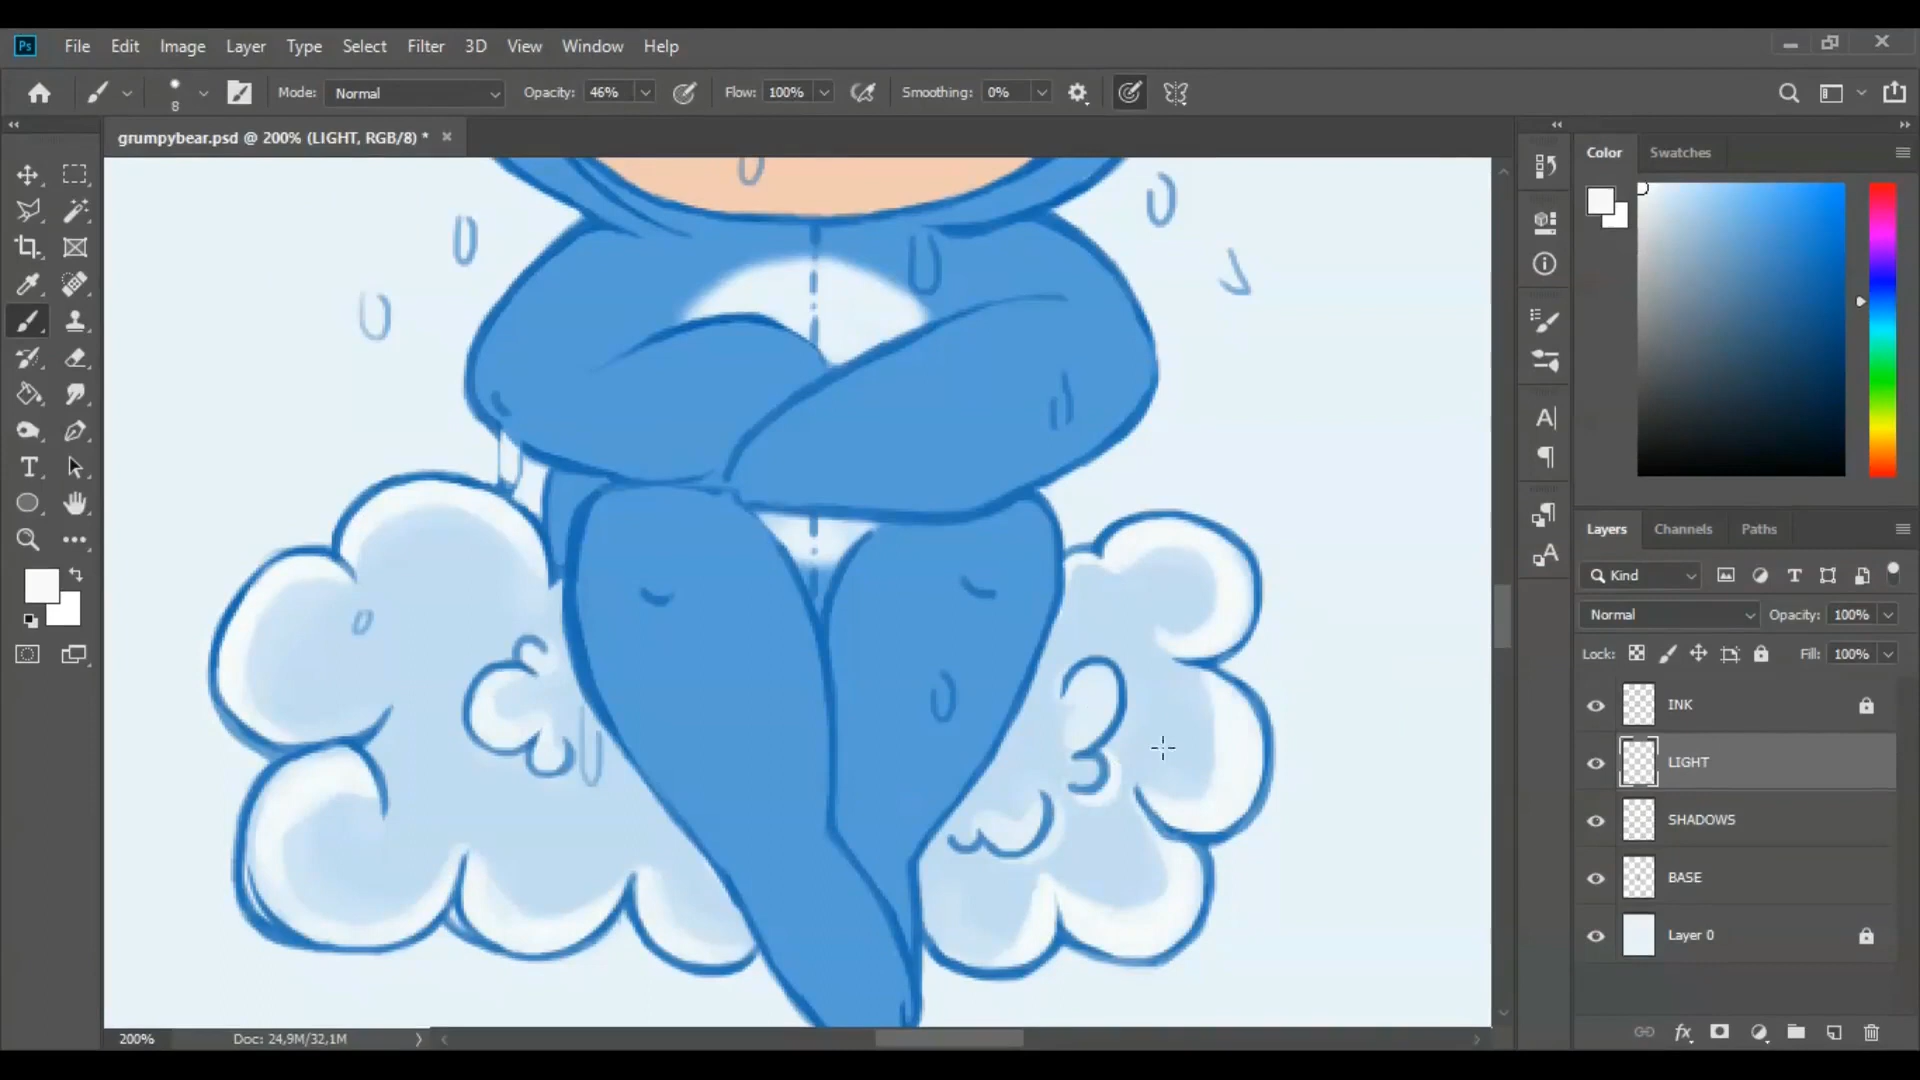 Ps File Edit Image Layer Type Select Filter 3D View Window Help
8 Mode: Normal Opacity: 46% Flow: 100% Smoothing: 0%
grumpybear.psd @ 200% (LIGHT, RGB/8) *
Color Swatches
Layers Channels Paths
Kind
Normal Opacity: 100%
Lock: Fill: 100%
INK
LIGHT
SHADOWS
BASE
Layer 0
200% Doc: 24,9M/32,1M